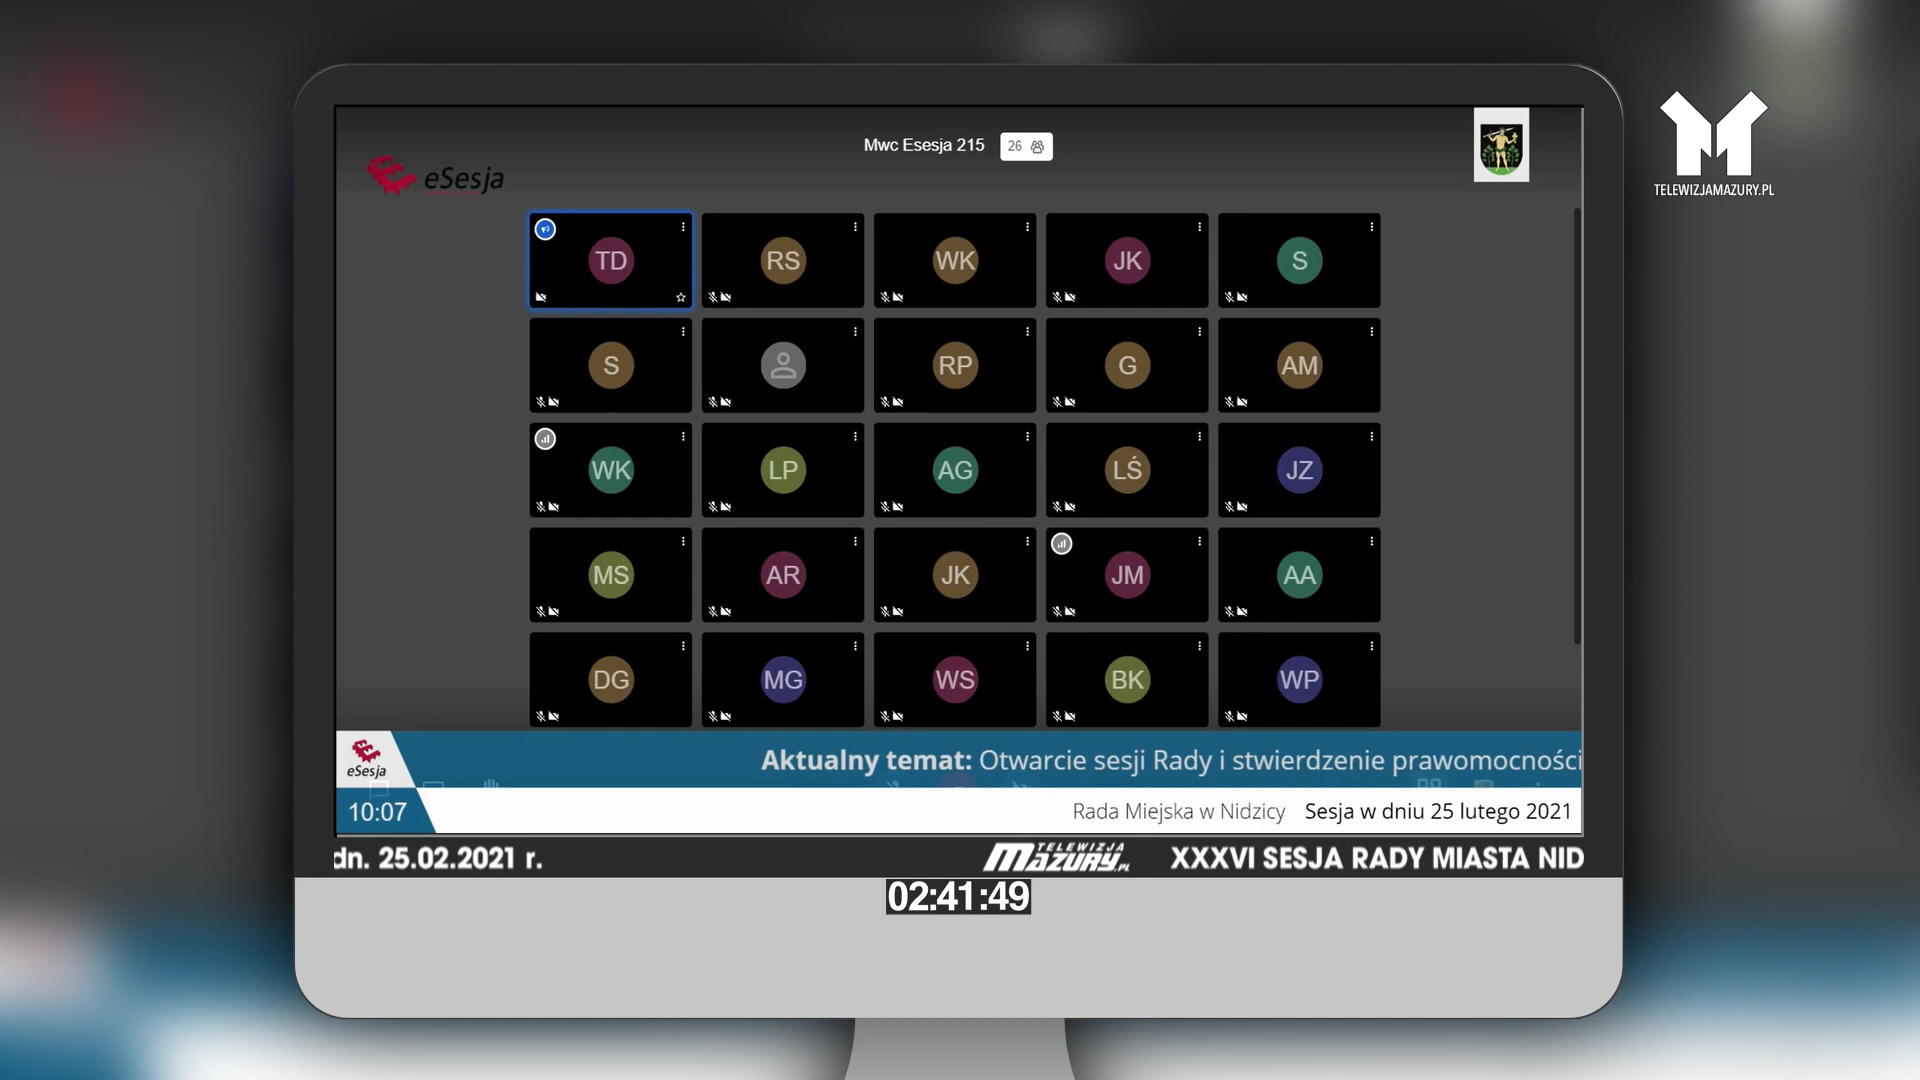 Mwc Esesja 215 26
eSesja
TELEWIZJAMAZURY.PL
TD RS WK JK S
S RP G AM
WK LP AG LŚ JZ
MS AR JK JM AA
DG MG WS BK WP
eSesja
Aktualny temat: Otwarcie sesji Rady i stwierdzenie prawomocności
10:07
Rada Miejska w Nidzicy Sesja w dniu 25 lutego 2021
dn. 25.02.2021 r. TELEWIZJA MAZURY.PL XXXVI SESJA RADY MIASTA NID
02:41:49